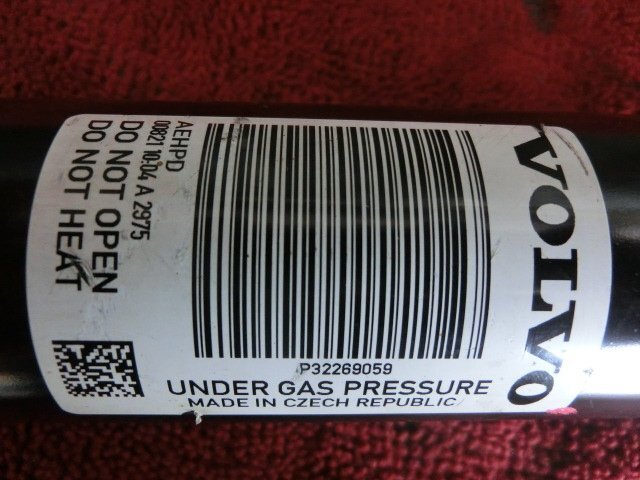 VOLVO
AEHPD
00821 10:04 A 2975
DO NOT OPEN
DO NOT HEAT
P32269059
UNDER GAS PRESSURE
MADE IN CZECH REPUBLIC